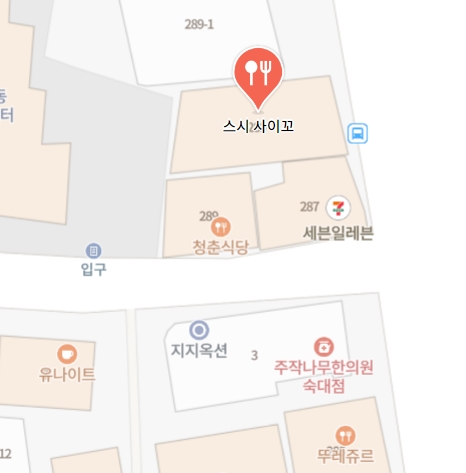 289-1
스시 사이꼬
동
터
287
289
세븐일레븐
청춘식당
입구
지지옥션
3
주작나무한의원
숙대점
유나이트
12
뚜레쥬르